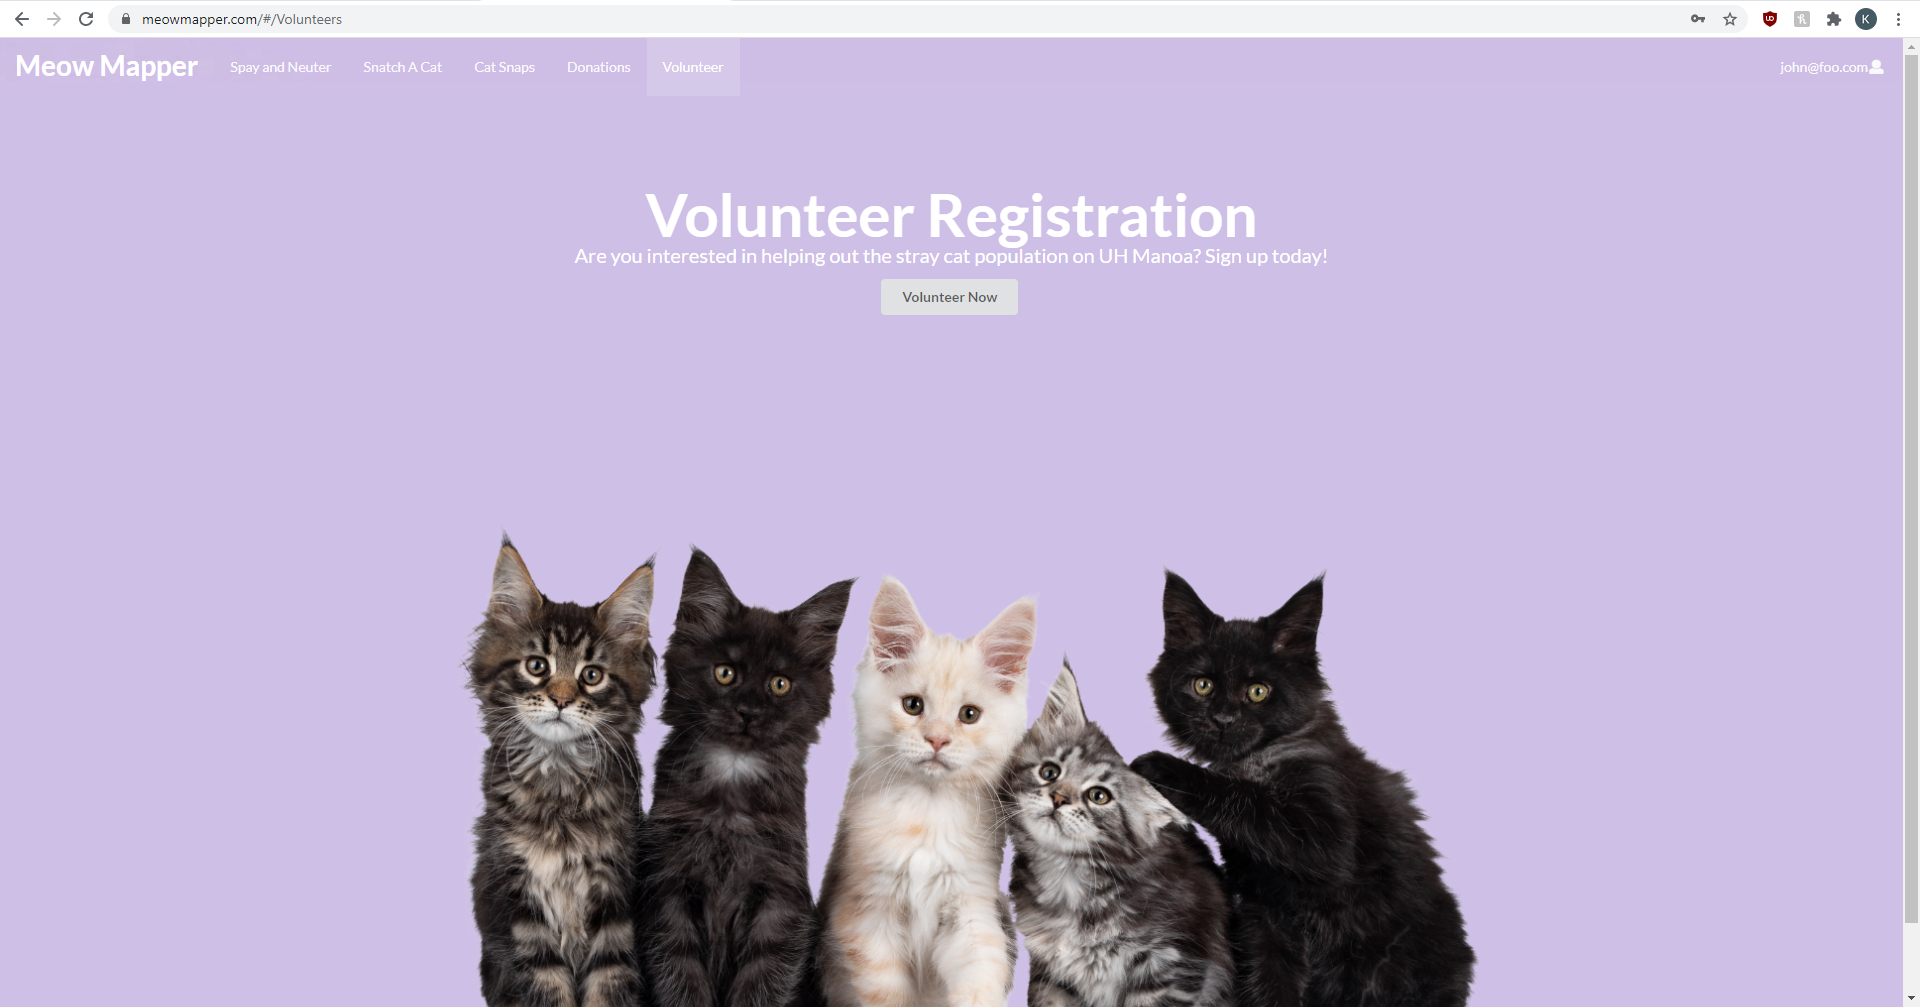 meowmapper.com/#/Volunteers
K
Meow Mapper
Spay and Neuter
Snatch A Cat
Cat Snaps
Donations
Volunteer
john@foo.com
Volunteer Registration
Are you interested in helping out the stray cat population on UH Manoa? Sign up today!
Volunteer Now